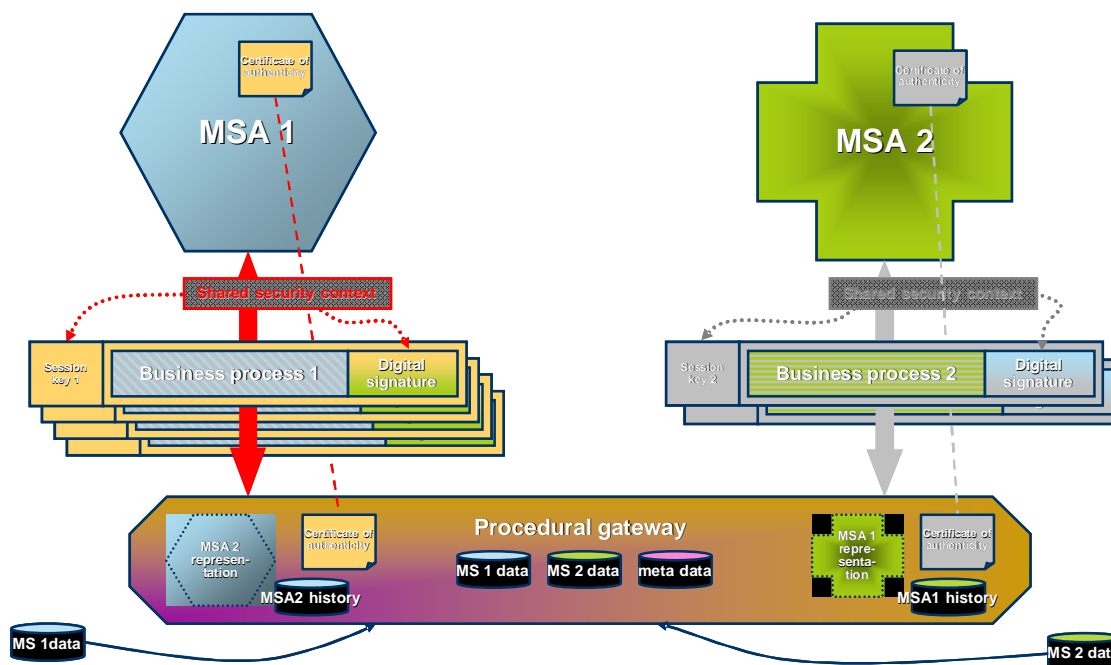 Certificate of
authenticity
MSA 1
Certificate of
authenticity
MSA 2
Shared security context
Shared security context
Session
key 1
Business process 1
Digital
signature
Session
key 2
Business process 2
Digital
signature
Procedural gateway
MSA 2
represen-
tation
Certificate of
authenticity
MSA2 history
MS 1 data
MS 2 data
meta data
MSA 1
repre-
senta-
tion
Certificate of
authenticity
MSA1 history
MS 1data
MS 2 dat